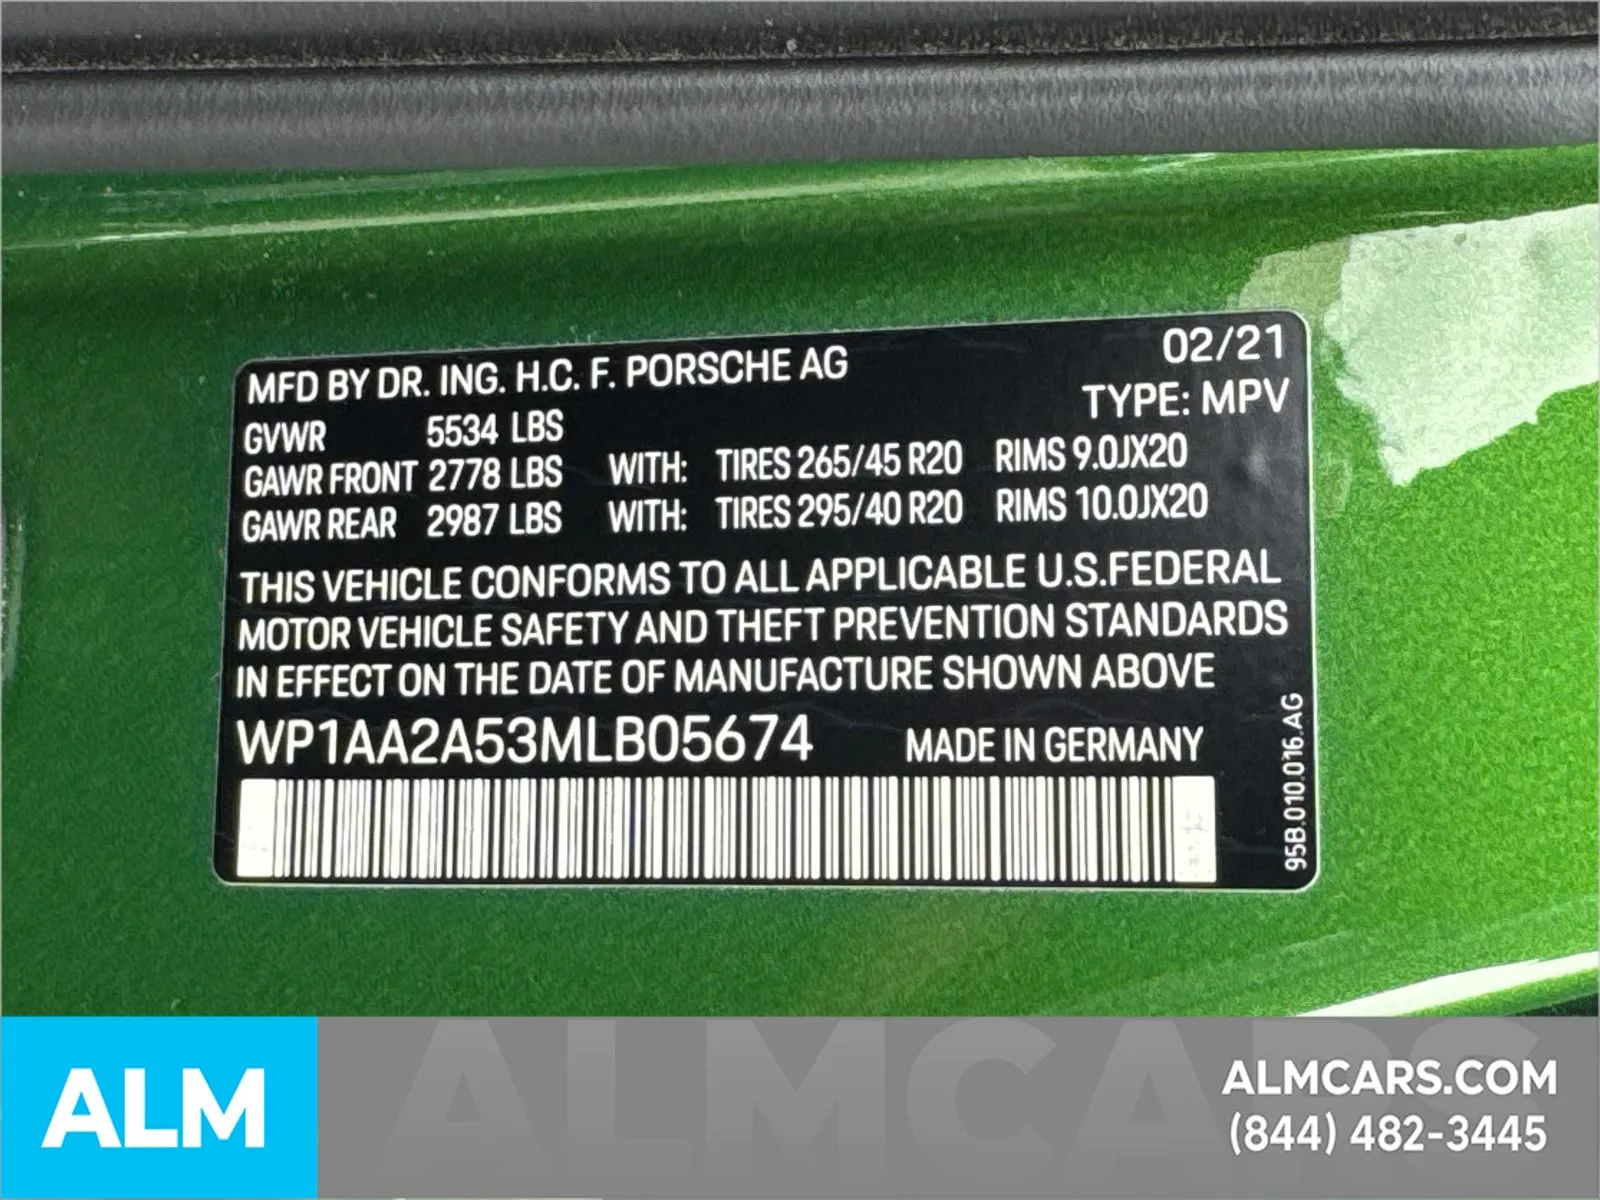 MFD BY DR. ING. H.C. F. PORSCHE AG 02/21
TYPE: MPV
GVWR 5534 LBS
GAWR FRONT 2778 LBS WITH: TIRES 265/45 R20 RIMS 9.0JX20
GAWR REAR 2987 LBS WITH: TIRES 295/40 R20 RIMS 10.0JX20
THIS VEHICLE CONFORMS TO ALL APPLICABLE U.S.FEDERAL
MOTOR VEHICLE SAFETY AND THEFT PREVENTION STANDARDS
IN EFFECT ON THE DATE OF MANUFACTURE SHOWN ABOVE
WP1AA2A53MLB05674 MADE IN GERMANY
95B.010.016.AG
ALMCARS
ALM
ALMCARS.COM
(844) 482-3445